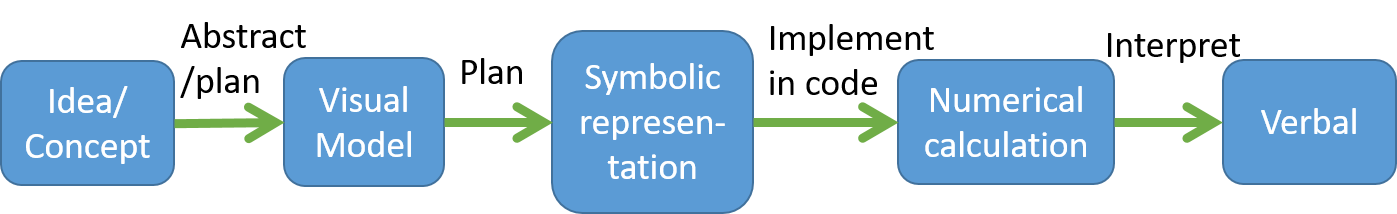 Idea/
Concept
Abstract
/plan
Visual
Model
Plan
Symbolic
represen-
tation
Implement
in code
Numerical
calculation
Interpret
Verbal